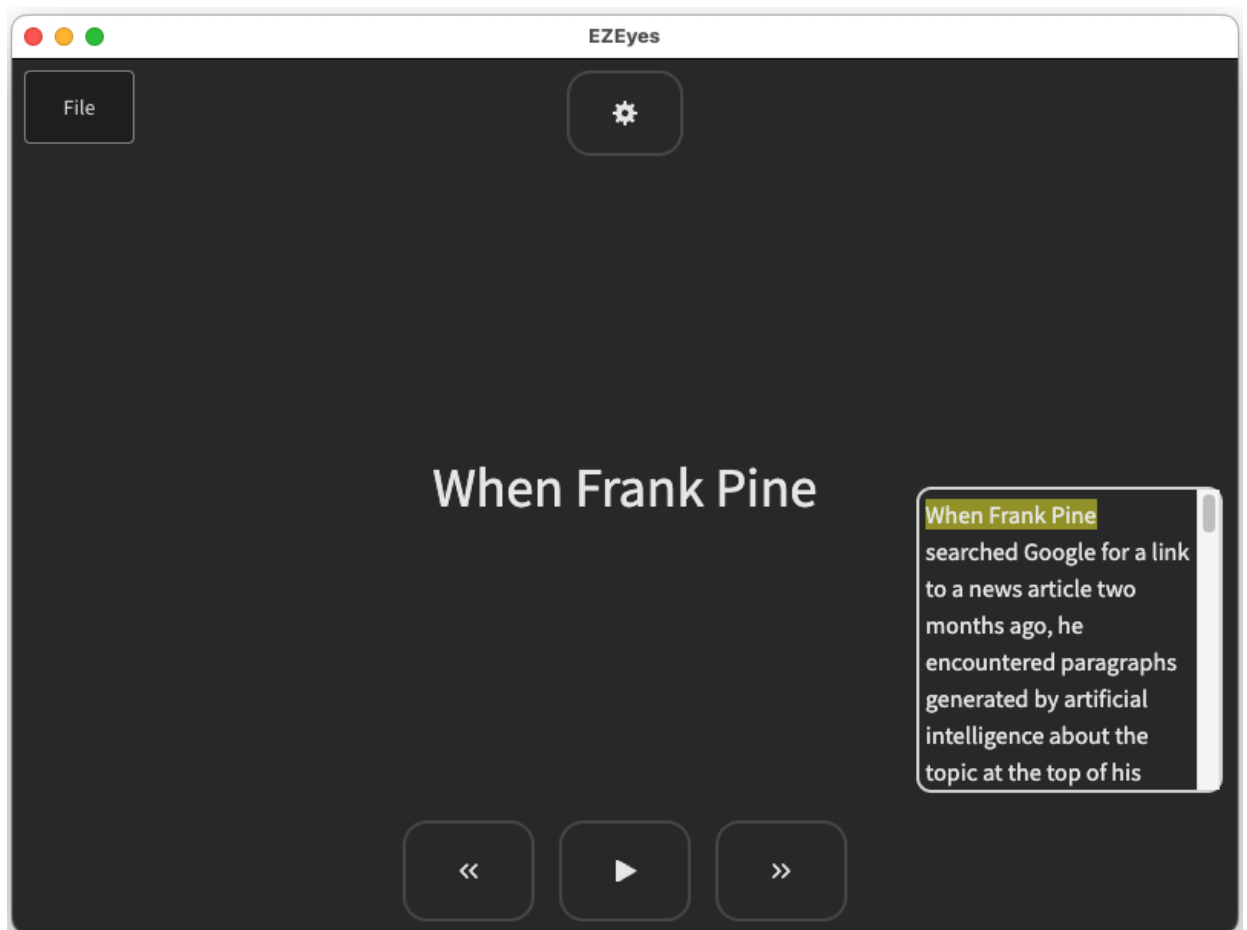 EZEyes
File
When Frank Pine
When Frank Pine
searched Google for a link
to a news article two
months ago, he
encountered paragraphs
generated by artificial
intelligence about the
topic at the top of his
«
»